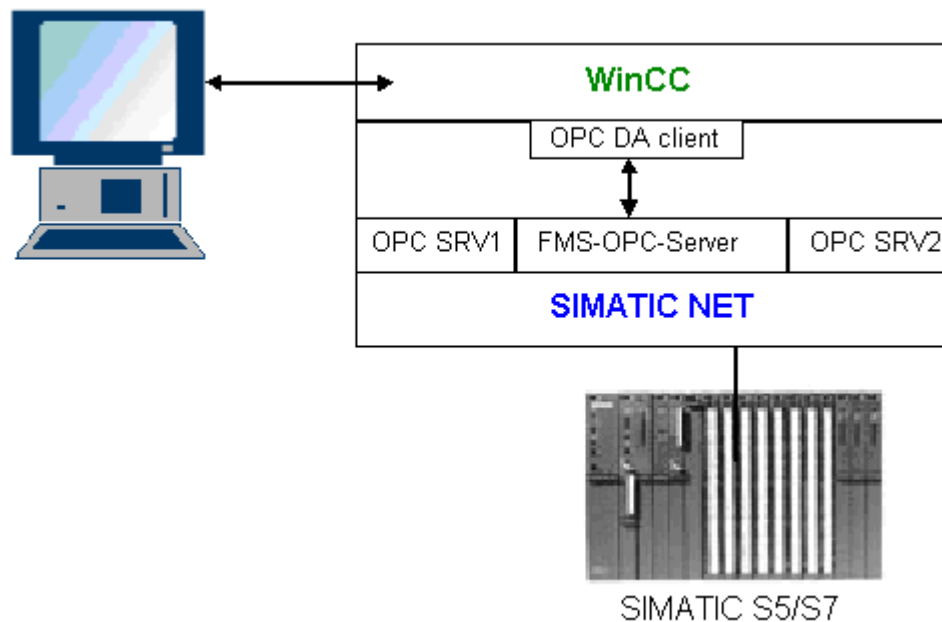 WinCC
OPC DA client
OPC SRV1
FMS-OPC-Server
OPC SRV2
SIMATIC NET
SIMATIC S5/S7